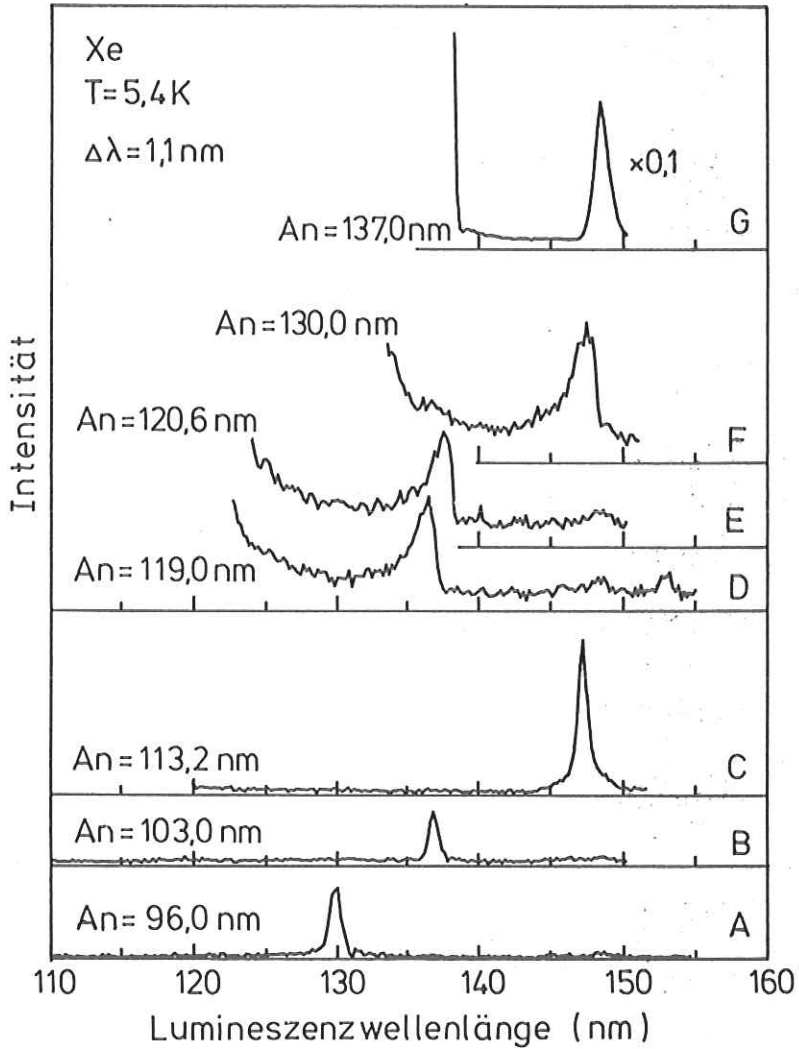 Xe
T=5,4K
Δλ=1,1nm
×0,1
An=137,0nm
G
An=130,0 nm
F
An=120,6 nm
E
An=119,0nm
D
An=113,2 nm
C
An=103,0 nm
B
An=96,0 nm
A
Intensität
110 120 130 140 150 160
Lumineszenzwellenlänge (nm)